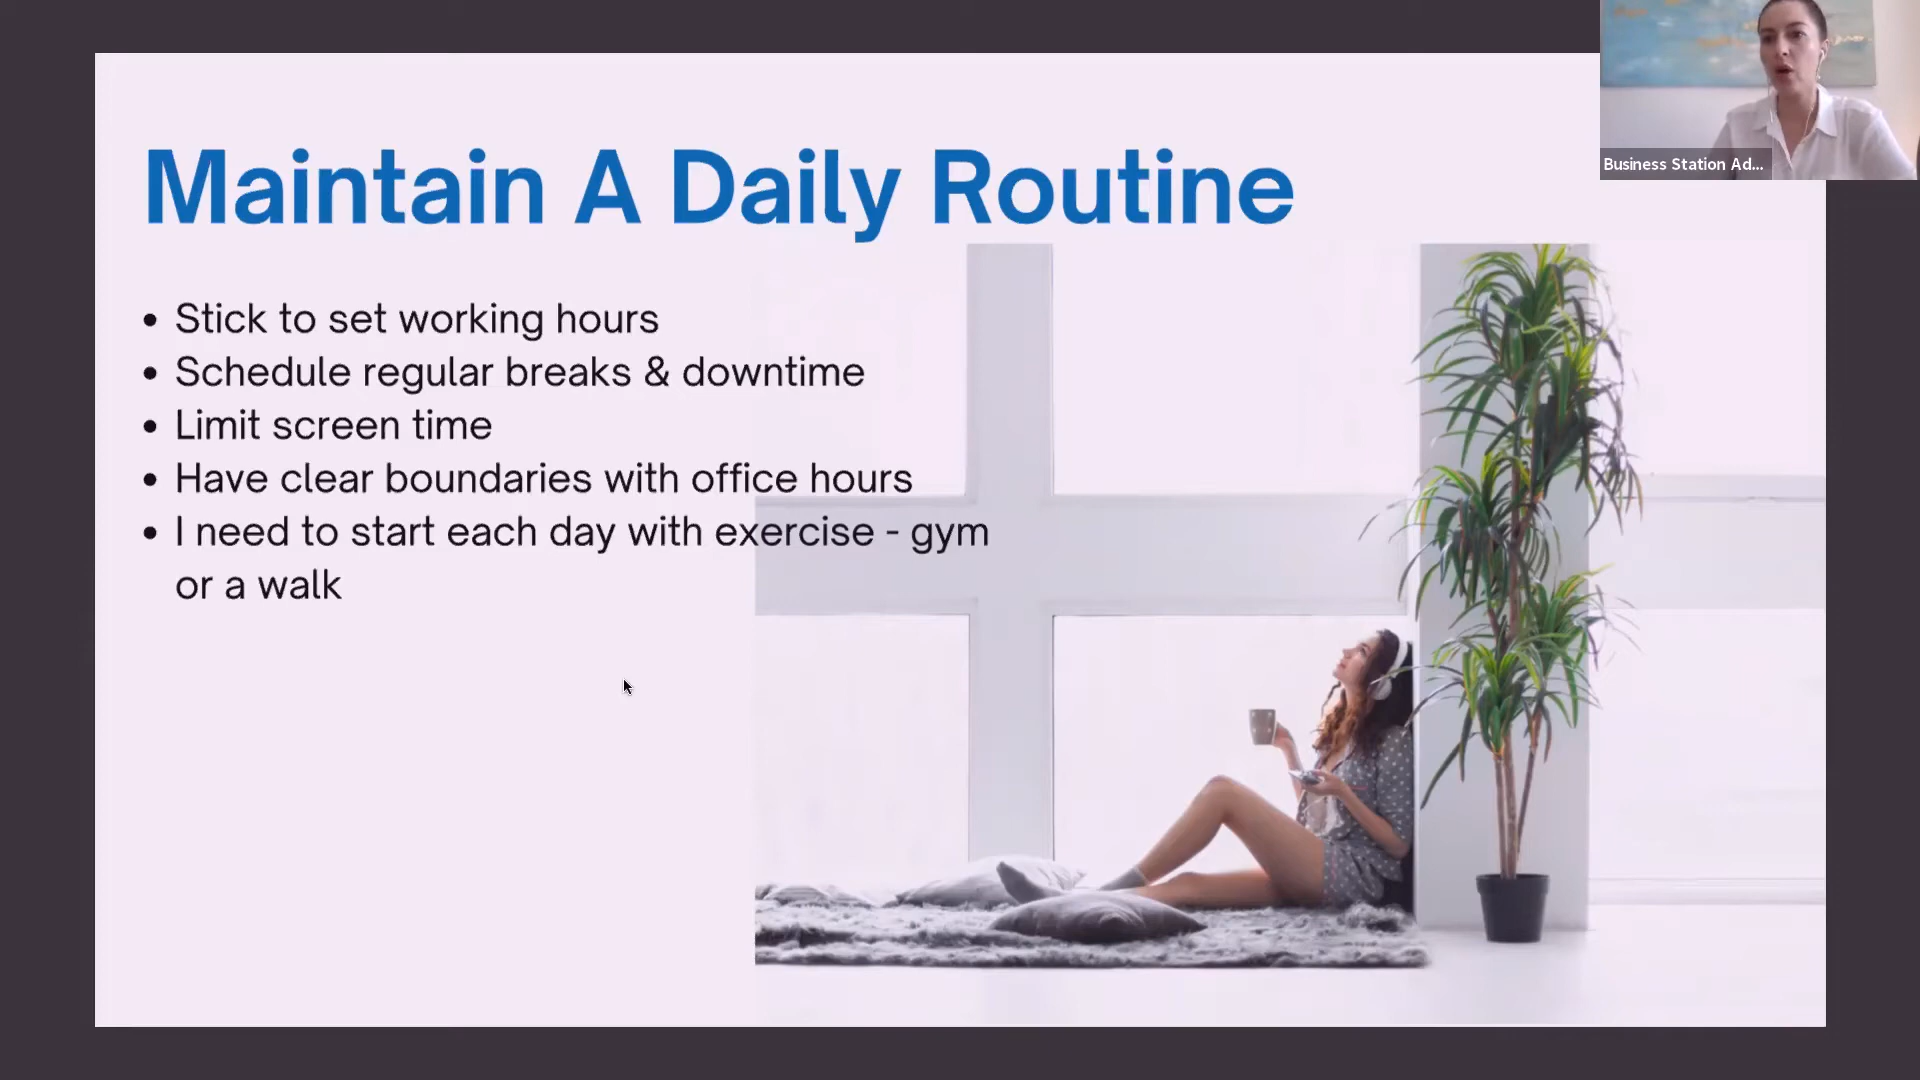 Maintain A Daily Routine
• Stick to set working hours
• Schedule regular breaks & downtime
• Limit screen time
• Have clear boundaries with office hours
• I need to start each day with exercise - gym
or a walk
Business Station Ad...